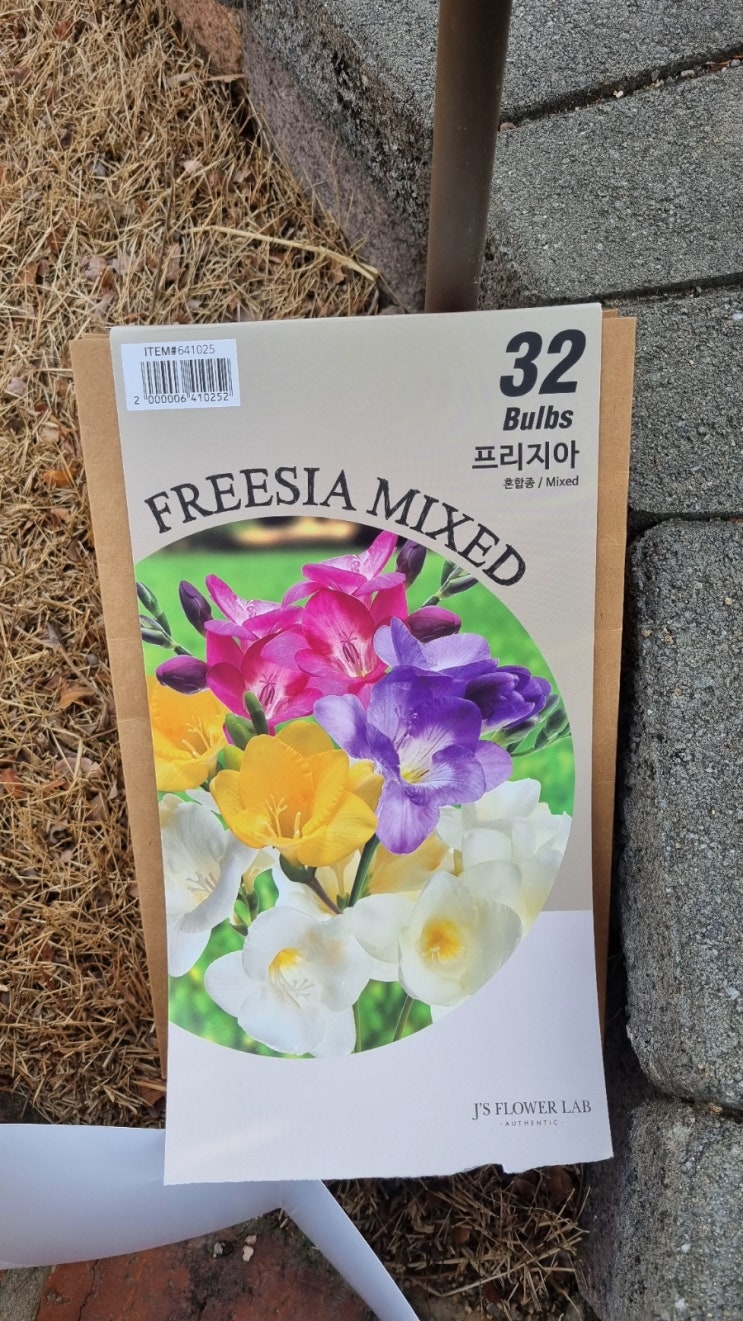 ITEM#641025
2 000006 410252
32
Bulbs
프리지아
혼합종 / Mixed
FREESIA MIXED
J'S FLOWER LAB
· AUTHENTIC ·